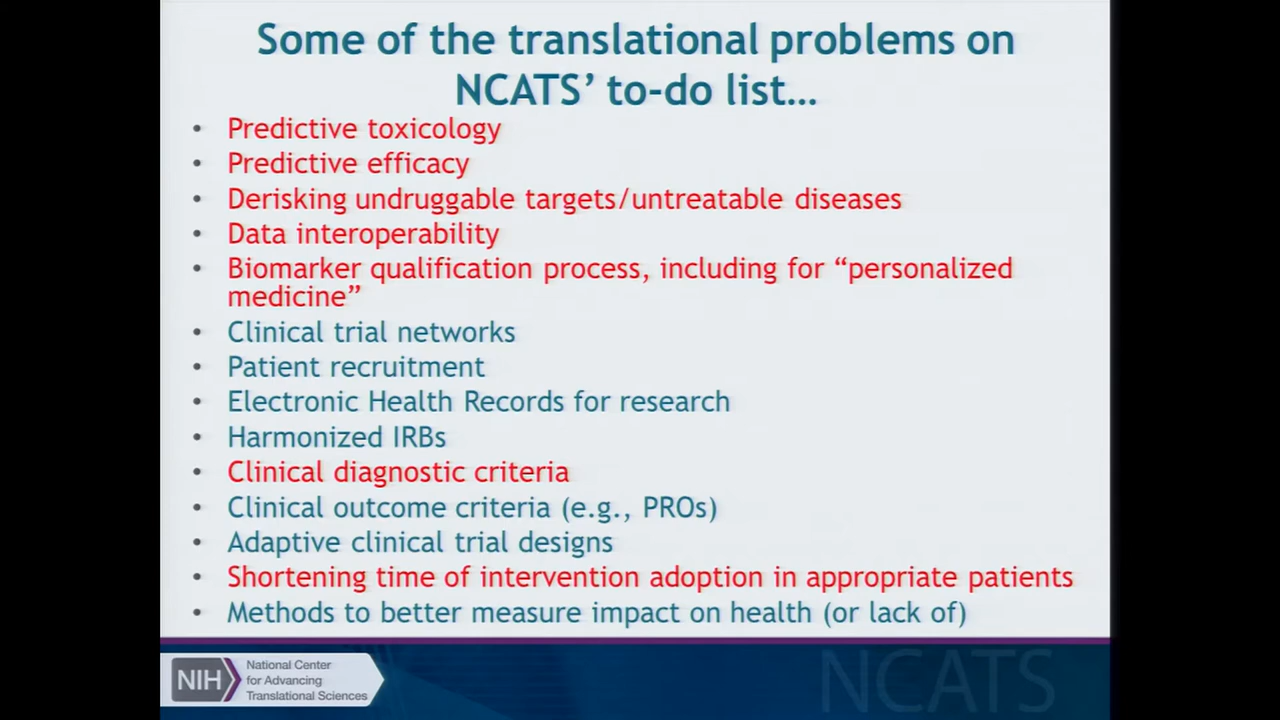 Some of the translational problems on
NCATS’ to-do list…
• Predictive toxicology
• Predictive efficacy
• Derisking undruggable targets/untreatable diseases
• Data interoperability
• Biomarker qualification process, including for “personalized
medicine”
• Clinical trial networks
• Patient recruitment
• Electronic Health Records for research
• Harmonized IRBs
• Clinical diagnostic criteria
• Clinical outcome criteria (e.g., PROs)
• Adaptive clinical trial designs
• Shortening time of intervention adoption in appropriate patients
• Methods to better measure impact on health (or lack of)
NIH
National Center
for Advancing
Translational Sciences
NCATS